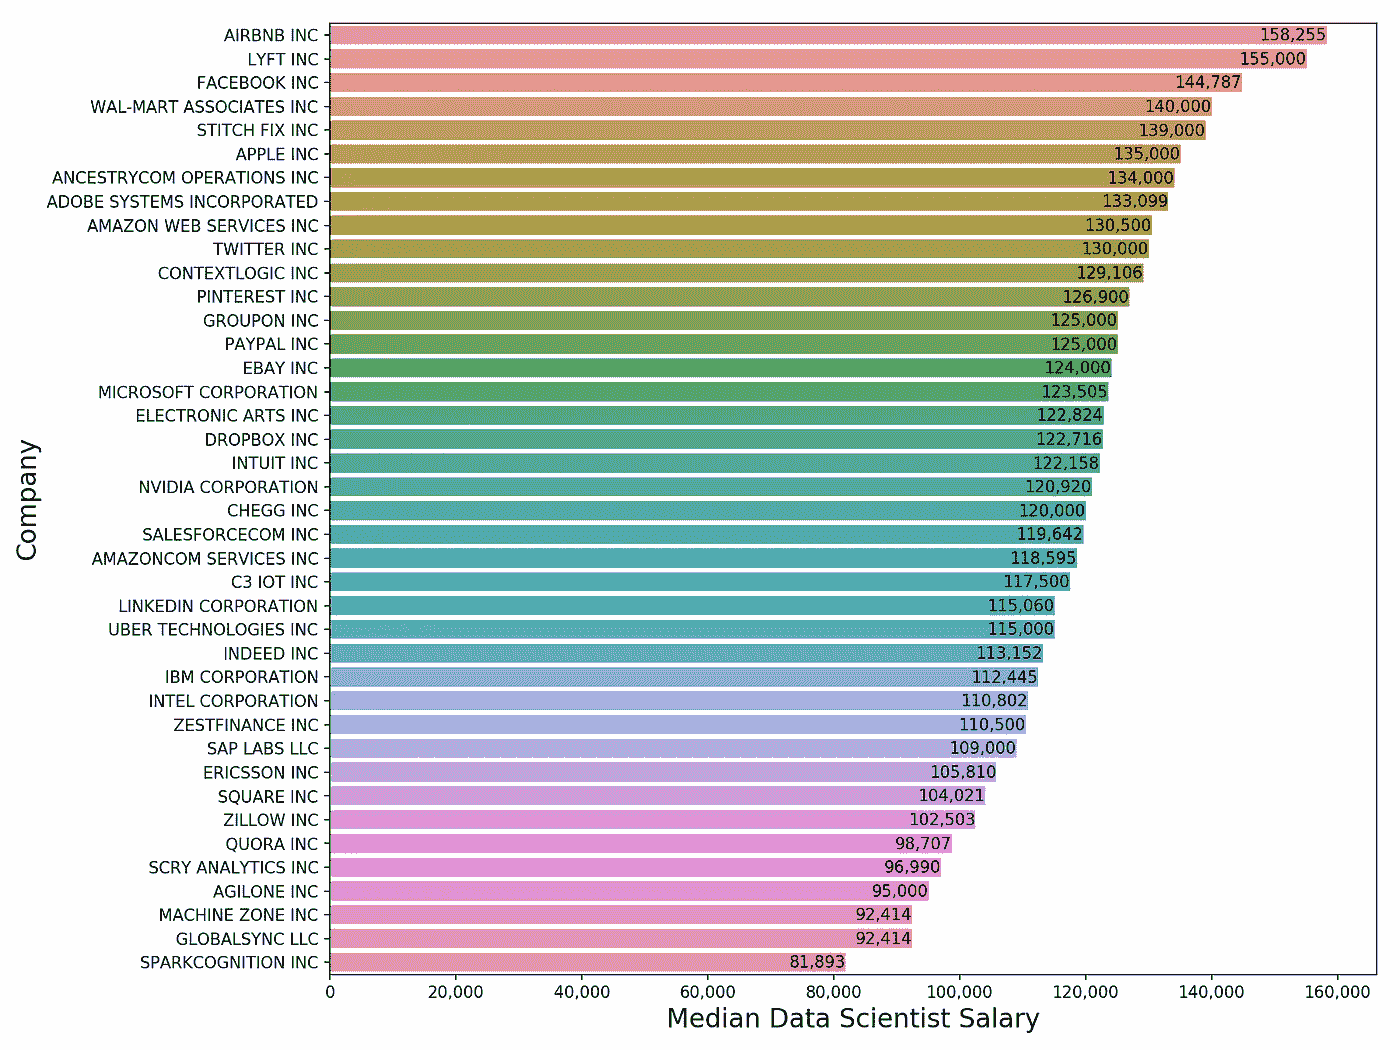 AIRBNB INC 158,255
LYFT INC 155,000
FACEBOOK INC 144,787
WAL-MART ASSOCIATES INC 140,000
STITCH FIX INC 139,000
APPLE INC 135,000
ANCESTRYCOM OPERATIONS INC 134,000
ADOBE SYSTEMS INCORPORATED 133,099
AMAZON WEB SERVICES INC 130,500
TWITTER INC 130,000
CONTEXTLOGIC INC 129,106
PINTEREST INC 126,900
GROUPON INC 125,000
PAYPAL INC 125,000
EBAY INC 124,000
MICROSOFT CORPORATION 123,505
ELECTRONIC ARTS INC 122,824
DROPBOX INC 122,716
INTUIT INC 122,158
NVIDIA CORPORATION 120,920
CHEGG INC 120,000
SALESFORCECOM INC 119,642
AMAZONCOM SERVICES INC 118,595
C3 IOT INC 117,500
LINKEDIN CORPORATION 115,060
UBER TECHNOLOGIES INC 115,000
INDEED INC 113,152
IBM CORPORATION 112,445
INTEL CORPORATION 110,802
ZESTFINANCE INC 110,500
SAP LABS LLC 109,000
ERICSSON INC 105,810
SQUARE INC 104,021
ZILLOW INC 102,503
QUORA INC 98,707
SCRY ANALYTICS INC 96,990
AGILONE INC 95,000
MACHINE ZONE INC 92,414
GLOBALSYNC LLC 92,414
SPARKCOGNITION INC 81,893
0 20,000 40,000 60,000 80,000 100,000 120,000 140,000 160,000
Median Data Scientist Salary
Company